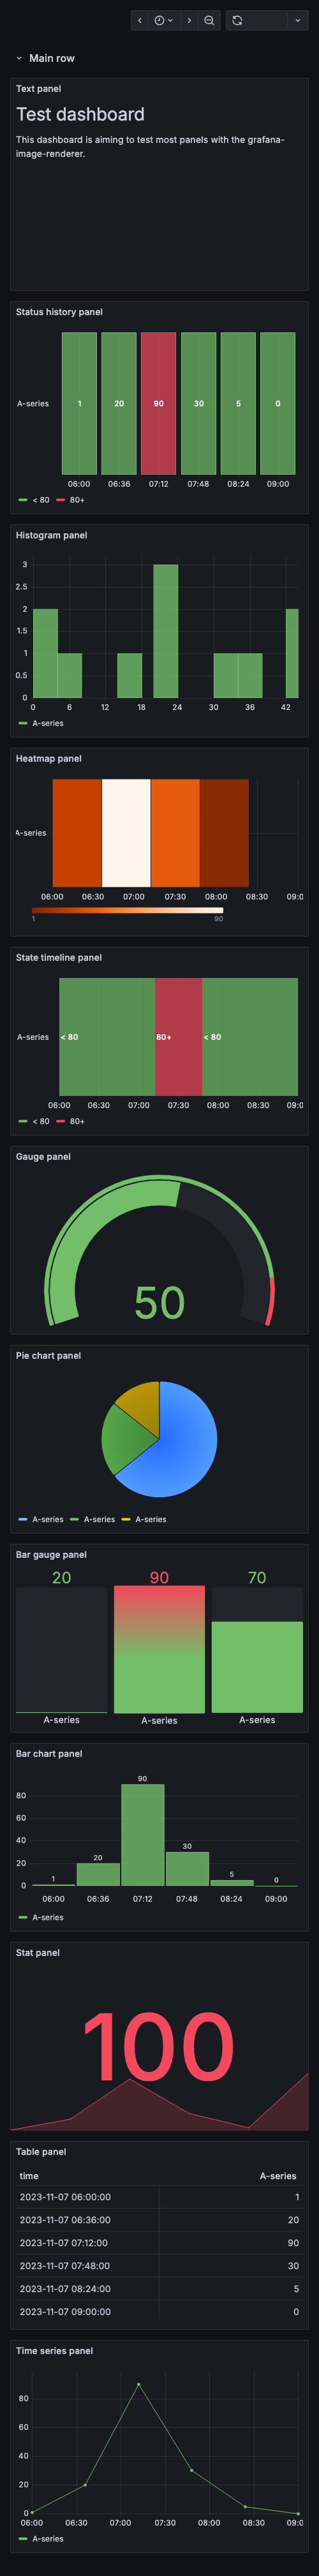 Main row
Text panel
Test dashboard
This dashboard is aiming to test most panels with the grafana-
image-renderer.
Status history panel
A-series
1 20 90 30 5 0
06:00 06:36 07:12 07:48 08:24 09:00
< 80 80+
Histogram panel
3
2.5
2
1.5
1
0.5
0
0 6 12 18 24 30 36 42
A-series
Heatmap panel
A-series
06:00 06:30 07:00 07:30 08:00 08:30 09:0
1 90
State timeline panel
A-series < 80 80+ < 80
06:00 06:30 07:00 07:30 08:00 08:30 09:0
< 80 80+
Gauge panel
50
Pie chart panel
A-series A-series A-series
Bar gauge panel
20 90 70
A-series A-series A-series
Bar chart panel
80
60
40
20
0
1 20 90 30 5 0
06:00 06:36 07:12 07:48 08:24 09:00
A-series
Stat panel
100
Table panel
time A-series
2023-11-07 06:00:00 1
2023-11-07 06:36:00 20
2023-11-07 07:12:00 90
2023-11-07 07:48:00 30
2023-11-07 08:24:00 5
2023-11-07 09:00:00 0
Time series panel
80
60
40
20
0
06:00 06:30 07:00 07:30 08:00 08:30 09:0
A-series